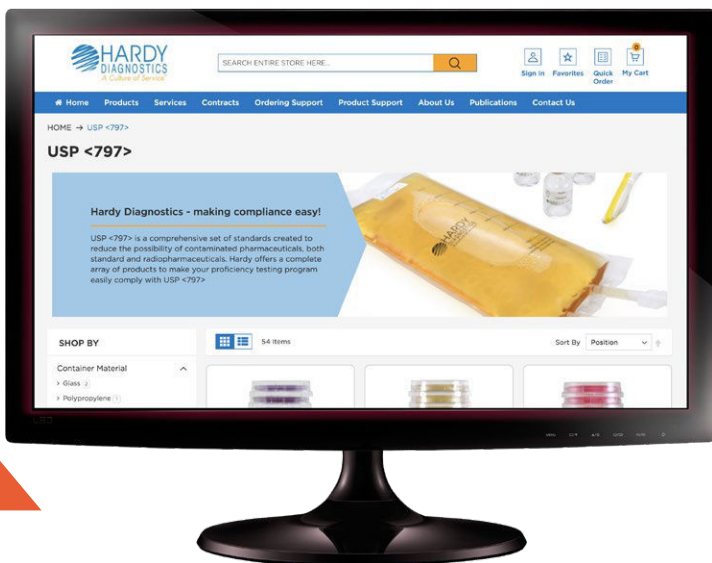 HARDY
DIAGNOSTICS
A Culture of Service
SEARCH ENTIRE STORE HERE..
0
Sign in Favorites Quick Order My Cart
Home Products Services Contracts Ordering Support Product Support About Us Publications Contact Us
HOME → USP <797>
USP <797>
Hardy Diagnostics - making compliance easy!
USP <797> is a comprehensive set of standards created to
reduce the possibility of contaminated pharmaceuticals, both
standard and radiopharmaceuticals. Hardy offers a complete
array of products to make your proficiency testing program
easily comply with USP <797>
HARDY
DIAGNOSTICS
SHOP BY
54 Items
Sort By Position
Container Material
> Glass 2
> Polypropylene 1